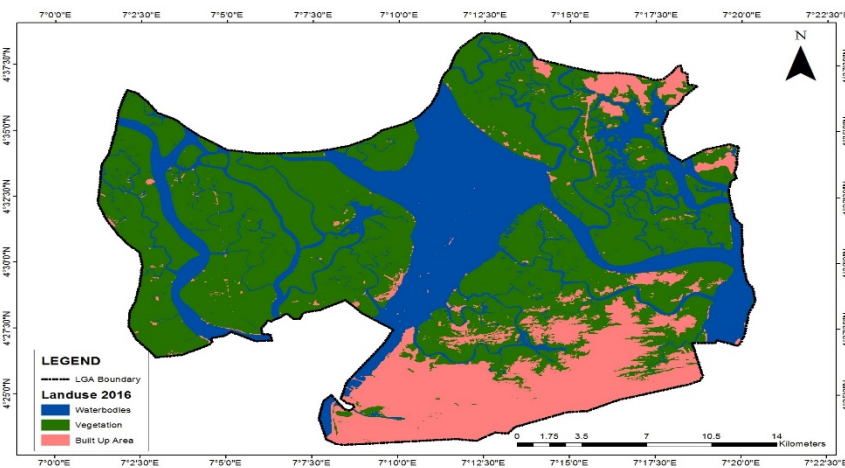 7°0'0"E 7°2'30"E 7°5'0"E 7°7'30"E 7°10'0"E 7°12'30"E 7°15'0"E 7°17'30"E 7°20'0"E 7°22'30"E
N
4°37'30"N
4°35'0"N
4°32'30"N
4°30'0"N
4°27'30"N
4°25'0"N
LEGEND
LGA Boundary
Landuse 2016
Waterbodies
Vegetation
Built Up Area
0 1.75 3.5 7 10.5 14
Kilometers
7°0'0"E 7°2'30"E 7°5'0"E 7°7'30"E 7°10'0"E 7°12'30"E 7°15'0"E 7°17'30"E 7°20'0"E 7°22'30"E